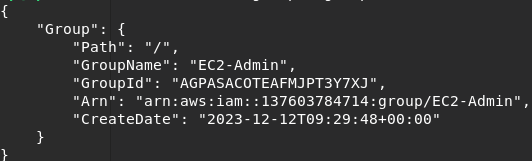 {
    "Group": {
        "Path": "/",
        "GroupName": "EC2-Admin",
        "GroupId": "AGPASACOTEAFMJPT3Y7XJ",
        "Arn": "arn:aws:iam::137603784714:group/EC2-Admin",
        "CreateDate": "2023-12-12T09:29:48+00:00"
    }
}